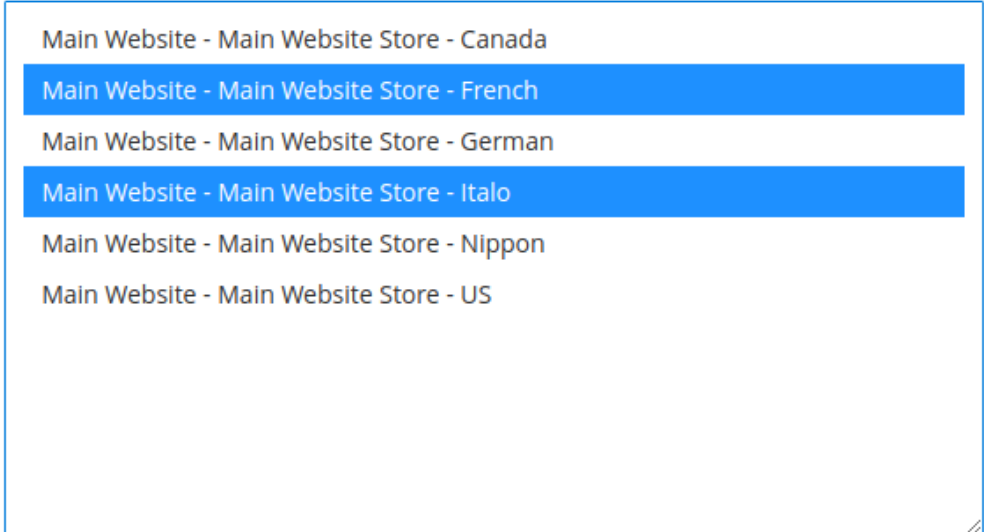 Main Website - Main Website Store - Canada
Main Website - Main Website Store - French
Main Website - Main Website Store - German
Main Website - Main Website Store - Italo
Main Website - Main Website Store - Nippon
Main Website - Main Website Store - US